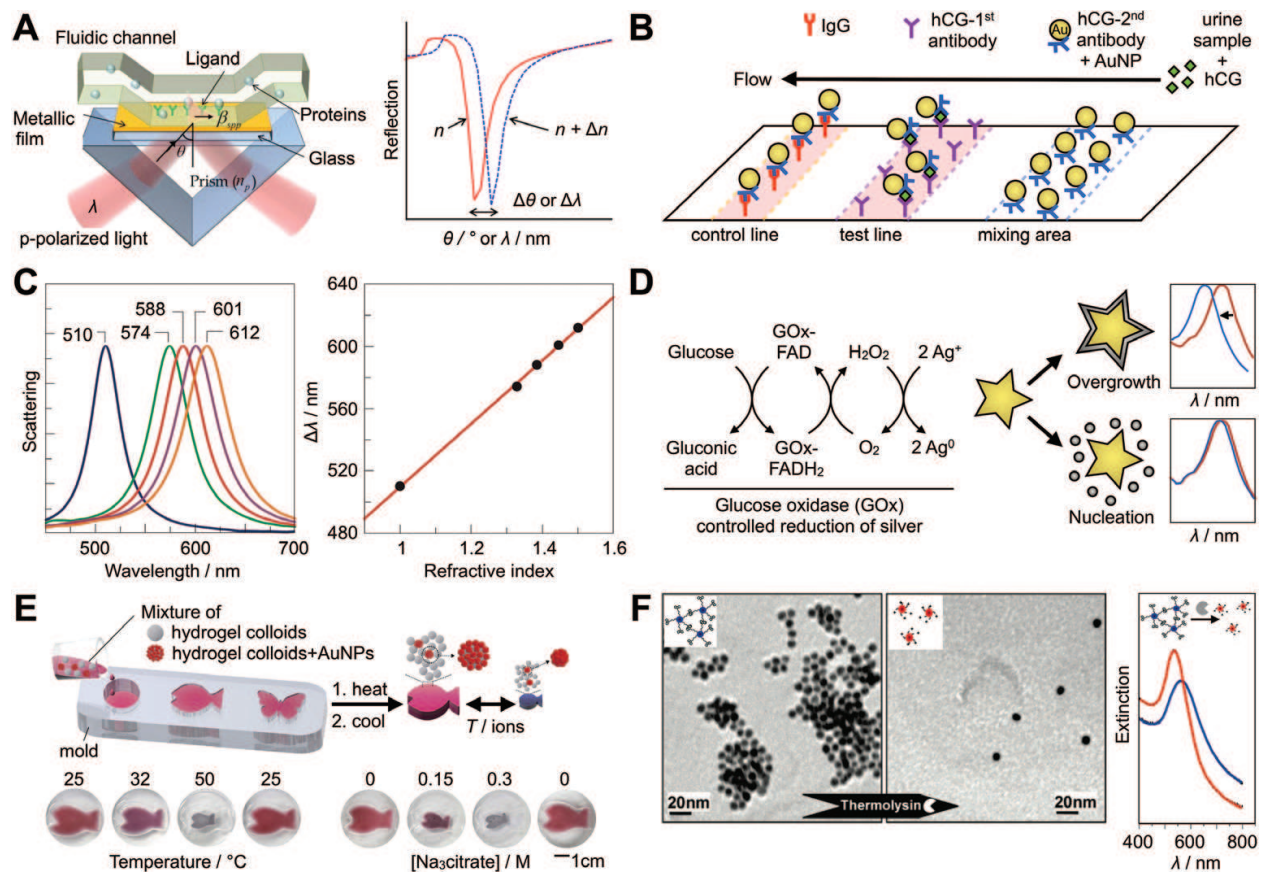 A
Fluidic channel
Ligand
Proteins
Metallic
film
βspp
Glass
θ
Prism (np)
λ
p-polarized light
Reflection
n
n + Δn
Δθ or Δλ
θ / ° or λ / nm
B
IgG
hCG-1st
antibody
Au
hCG-2nd
antibody
+ AuNP
urine
sample
+
hCG
Flow
control line
test line
mixing area
C
588
601
510
574
612
Scattering
500
600
700
Wavelength / nm
640
600
560
520
480
Δλ / nm
1
1.2
1.4
1.6
Refractive index
D
Glucose
GOx-
FAD
H2O2
2 Ag+
Gluconic
acid
GOx-
FADH2
O2
2 Ag0
Glucose oxidase (GOx)
controlled reduction of silver
Overgrowth
λ / nm
Nucleation
λ / nm
E
Mixture of
hydrogel colloids
hydrogel colloids+AuNPs
mold
1. heat
2. cool
T / ions
25
32
50
25
Temperature / °C
0
0.15
0.3
0
[Na3citrate] / M
1cm
F
20nm
Thermolysin
20nm
Extinction
400
600
800
λ / nm